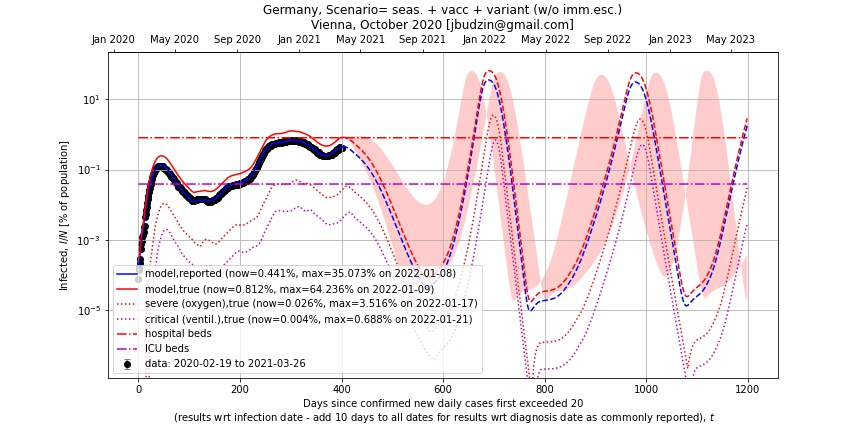 Germany, Scenario= seas. + vacc + variant (w/o imm.esc.)
Vienna, October 2020 [jbudzin@gmail.com]
Jan 2020 May 2020 Sep 2020 Jan 2021 May 2021 Sep 2021 Jan 2022 May 2022 Sep 2022 Jan 2023 May 2023
10¹
10⁻¹
10⁻³
10⁻⁵
Infected, I/N [% of population]
model,reported (now=0.441%, max=35.073% on 2022-01-08)
model,true (now=0.812%, max=64.236% on 2022-01-09)
severe (oxygen),true (now=0.026%, max=3.516% on 2022-01-17)
critical (ventil.),true (now=0.004%, max=0.688% on 2022-01-21)
hospital beds
ICU beds
data: 2020-02-19 to 2021-03-26
0 200 400 600 800 1000 1200
Days since confirmed new daily cases first exceeded 20
(results wrt infection date - add 10 days to all dates for results wrt diagnosis date as commonly reported), t